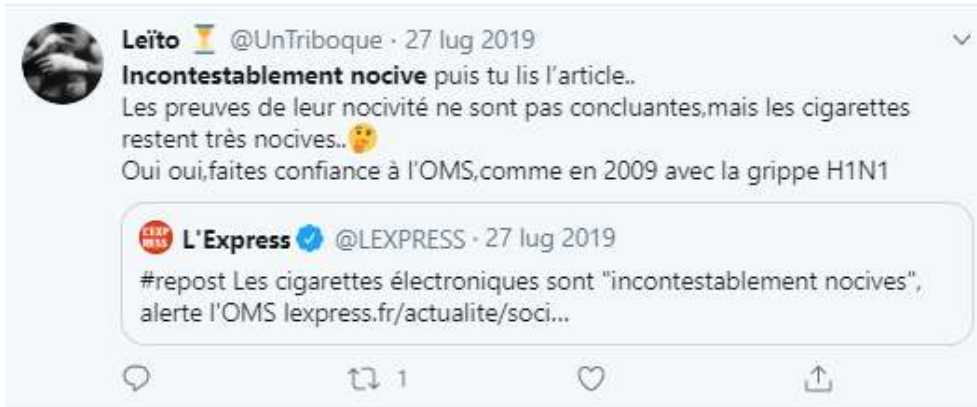 Leïto ⏳ @UnTriboque · 27 lug 2019
Incontestablement nocive puis tu lis l'article..
Les preuves de leur nocivité ne sont pas concluantes,mais les cigarettes
restent très nocives..🤔
Oui oui,faites confiance à l'OMS,comme en 2009 avec la grippe H1N1
L'EXPRESS L'Express @LEXPRESS · 27 lug 2019
#repost Les cigarettes électroniques sont "incontestablement nocives",
alerte l'OMS lexpress.fr/actualite/soci...
1